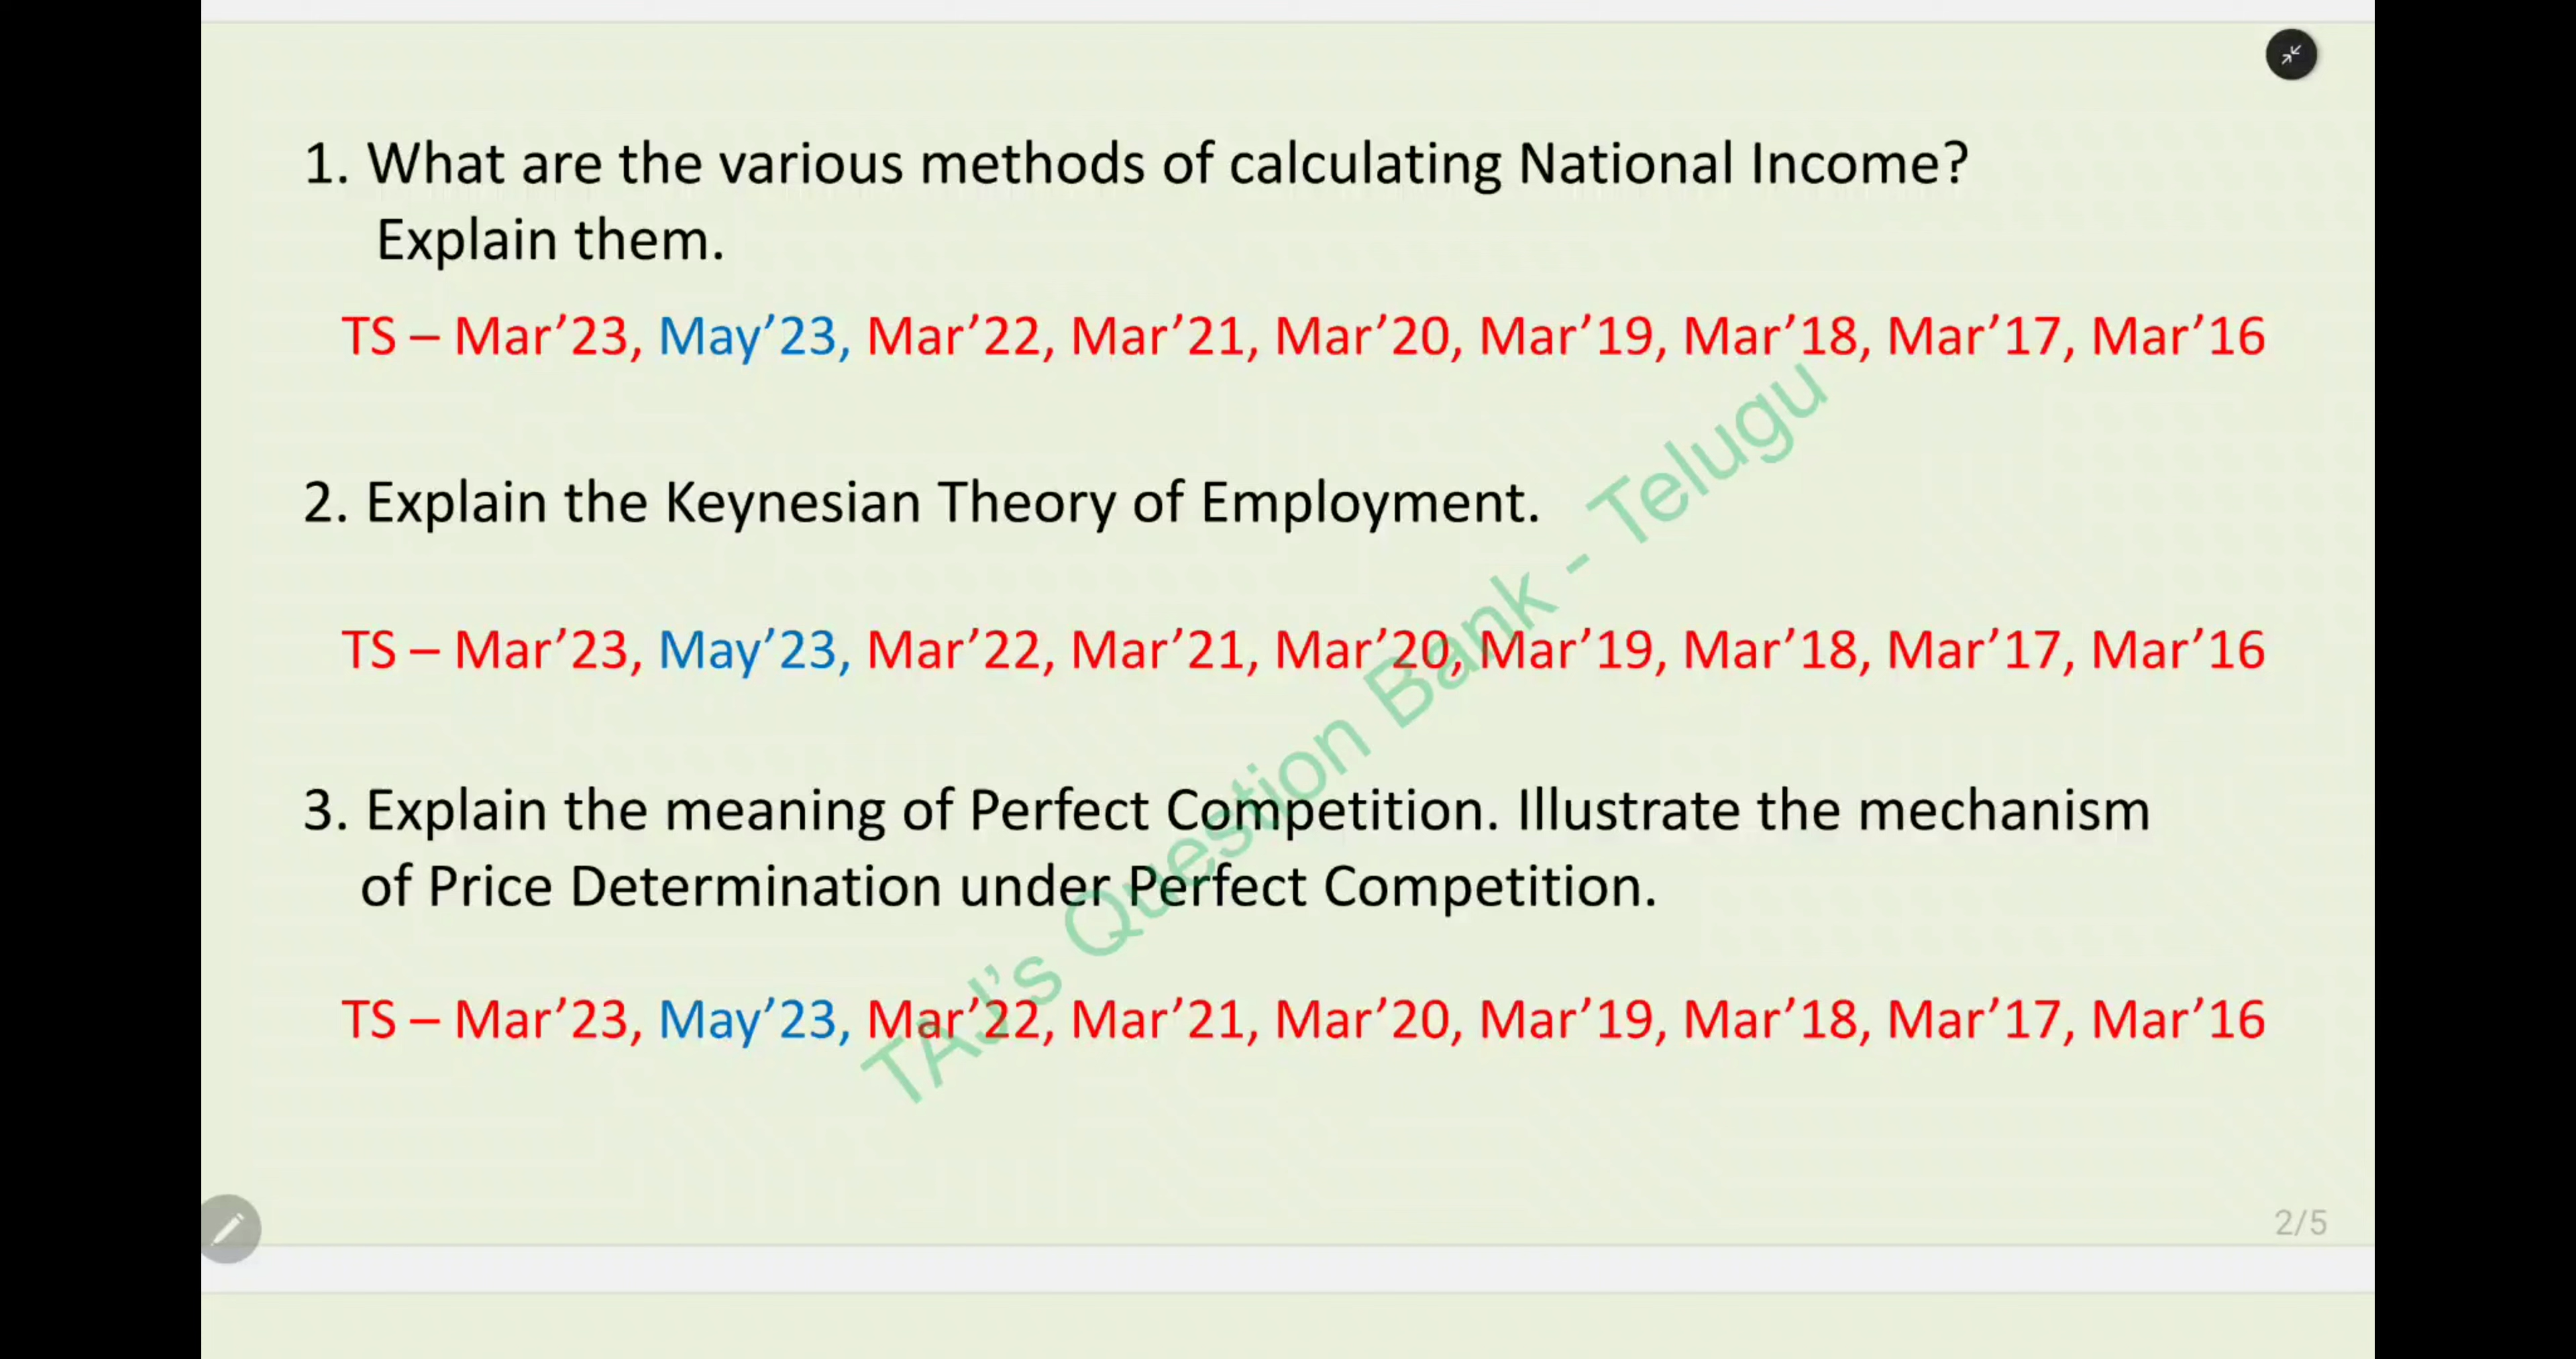 1. What are the various methods of calculating National Income?
Explain them.
TS – Mar’23, May’23, Mar’22, Mar’21, Mar’20, Mar’19, Mar’18, Mar’17, Mar’16
2. Explain the Keynesian Theory of Employment.
TS – Mar’23, May’23, Mar’22, Mar’21, Mar’20, Mar’19, Mar’18, Mar’17, Mar’16
3. Explain the meaning of Perfect Competition. Illustrate the mechanism
of Price Determination under Perfect Competition.
TS – Mar’23, May’23, Mar’22, Mar’21, Mar’20, Mar’19, Mar’18, Mar’17, Mar’16
TAJ’s Question Bank - Telugu
2/5